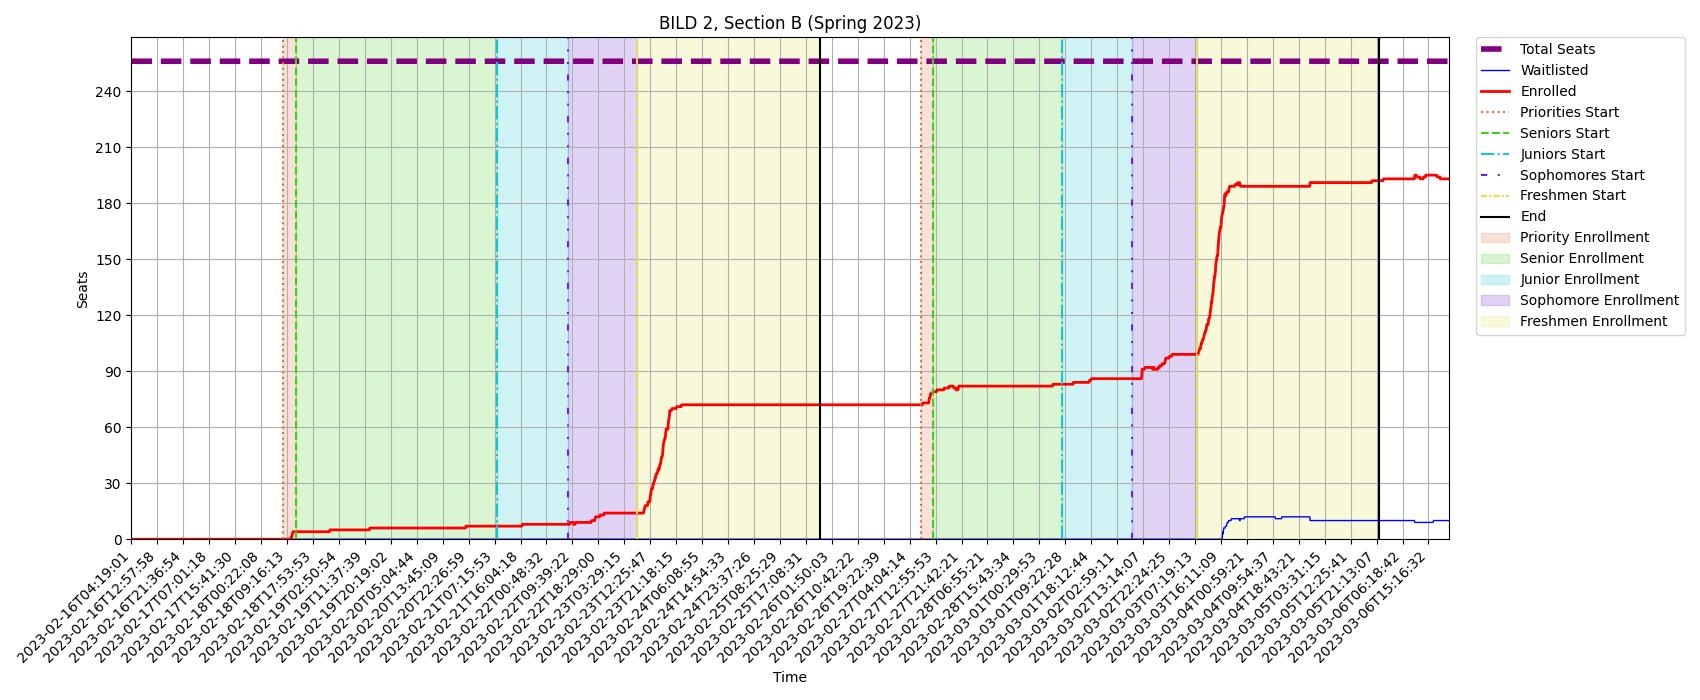 BILD 2, Section B (Spring 2023)
Seats
240
210
180
150
120
90
60
30
0
2023-02-16T04:19:01
2023-02-16T12:57:58
2023-02-16T21:36:54
2023-02-17T07:01:18
2023-02-17T15:41:30
2023-02-18T00:22:08
2023-02-18T09:16:13
2023-02-18T17:53:53
2023-02-19T02:50:54
2023-02-19T11:37:39
2023-02-19T20:19:02
2023-02-20T05:04:44
2023-02-20T13:45:09
2023-02-20T22:26:59
2023-02-21T07:15:53
2023-02-21T16:04:18
2023-02-22T00:48:32
2023-02-22T09:39:22
2023-02-22T18:29:00
2023-02-23T03:29:15
2023-02-23T12:25:47
2023-02-23T21:18:15
2023-02-24T06:08:55
2023-02-24T14:54:33
2023-02-24T23:37:26
2023-02-25T08:25:29
2023-02-25T17:08:31
2023-02-26T01:50:03
2023-02-26T10:42:22
2023-02-26T19:22:39
2023-02-27T04:04:14
2023-02-27T12:55:53
2023-02-27T21:42:21
2023-02-28T06:55:21
2023-02-28T15:43:34
2023-03-01T00:29:53
2023-03-01T09:22:28
2023-03-01T18:12:44
2023-03-02T02:59:11
2023-03-02T13:14:07
2023-03-02T22:24:25
2023-03-03T07:19:13
2023-03-03T16:11:09
2023-03-04T00:59:21
2023-03-04T09:54:37
2023-03-04T18:43:21
2023-03-05T03:31:15
2023-03-05T12:25:41
2023-03-05T21:13:07
2023-03-06T06:18:42
2023-03-06T15:16:32
Time
Total Seats
Waitlisted
Enrolled
Priorities Start
Seniors Start
Juniors Start
Sophomores Start
Freshmen Start
End
Priority Enrollment
Senior Enrollment
Junior Enrollment
Sophomore Enrollment
Freshmen Enrollment